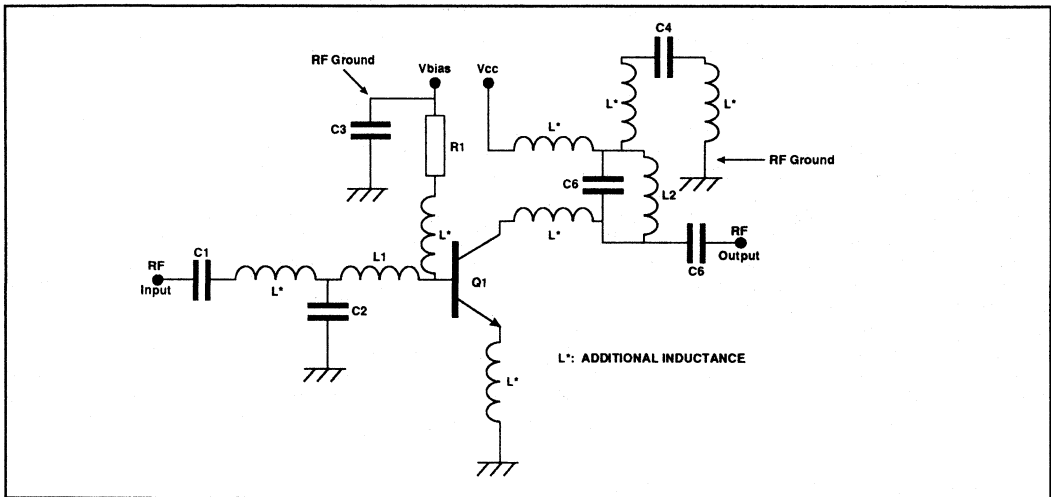 C4
RF Ground
Vbias
Vcc
L*
L*
C3
L*
R1
RF Ground
C6
L2
L*
L*
RF
Output
C1
L1
C6
RF
Input
L*
Q1
C2
L*: ADDITIONAL INDUCTANCE
L*